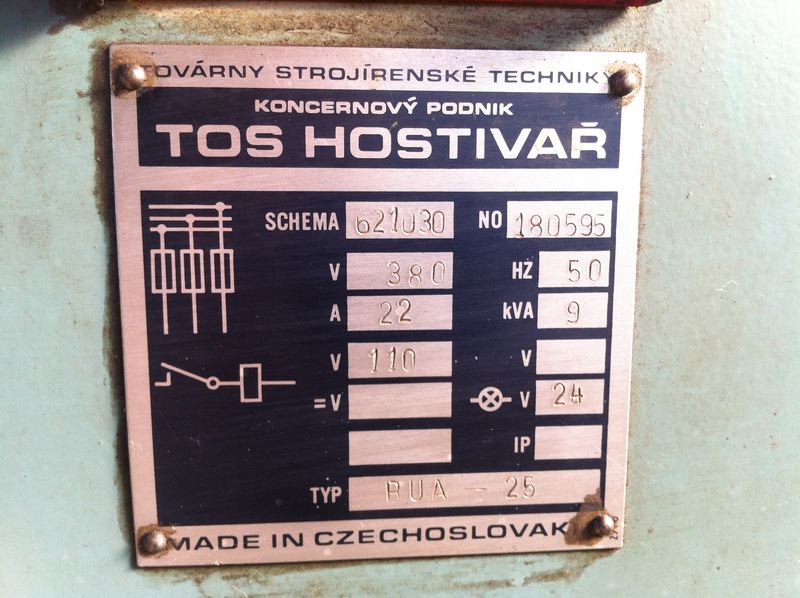 TOVÁRNY STROJÍRENSKÉ TECHNIKY
KONCERNOVÝ PODNIK
TOS HOSTIVAŘ
SCHEMA 621030 NO 180595
V 380 HZ 50
A 22 kVA 9
V 110 V
=V V 24
IP
TYP BUA - 25
MADE IN CZECHOSLOVAK